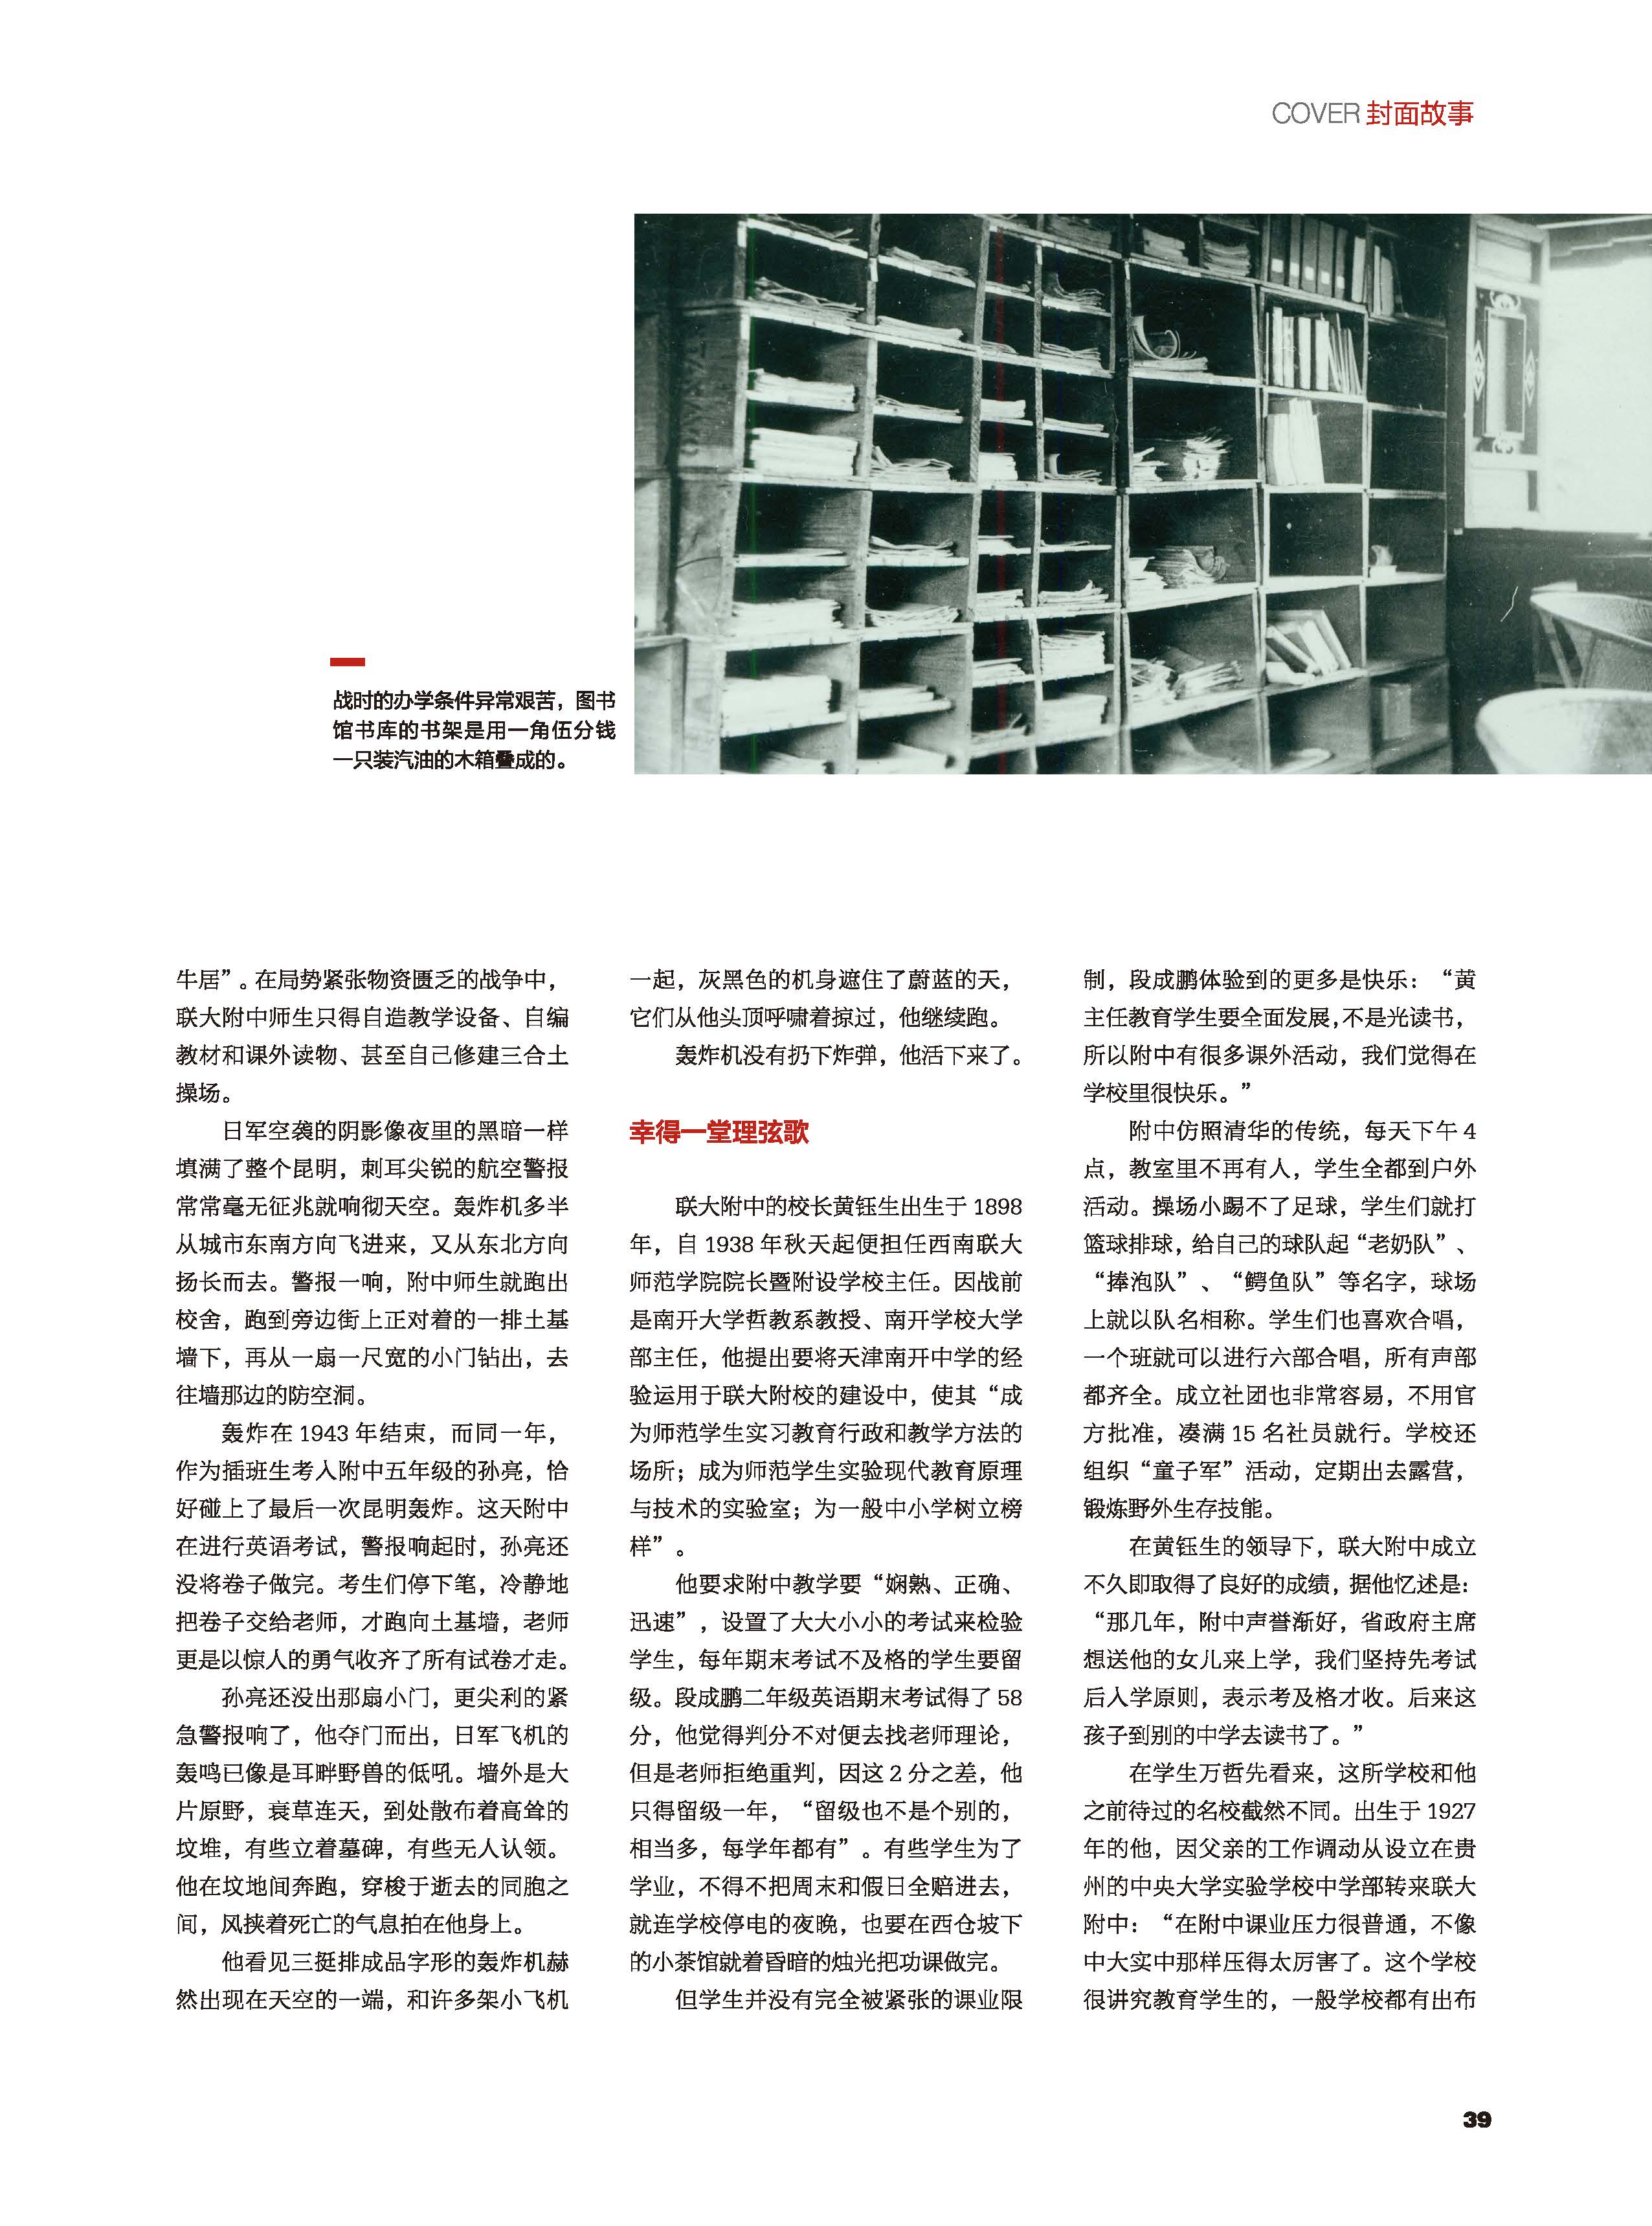 COVER 封面故事
战时的办学条件异常艰苦，图书
馆书库的书架是用一角伍分钱
一只装汽油的木箱叠成的。
牛居”。在局势紧张物资匮乏的战争中，
联大附中师生只得自造教学设备、自编
教材和课外读物、甚至自己修建三合土
操场。
日军空袭的阴影像夜里的黑暗一样
填满了整个昆明，刺耳尖锐的航空警报
常常毫无征兆就响彻天空。轰炸机多半
从城市东南方向飞进来，又从东北方向
扬长而去。警报一响，附中师生就跑出
校舍，跑到旁边街上正对着的一排土基
墙下，再从一扇一尺宽的小门钻出，去
往墙那边的防空洞。
轰炸在 1943 年结束，而同一年，
作为插班生考入附中五年级的孙亮，恰
好碰上了最后一次昆明轰炸。这天附中
在进行英语考试，警报响起时，孙亮还
没将卷子做完。考生们停下笔，冷静地
把卷子交给老师，才跑向土基墙，老师
更是以惊人的勇气收齐了所有试卷才走。
孙亮还没出那扇小门，更尖利的紧
急警报响了，他夺门而出，日军飞机的
轰鸣已像是耳畔野兽的低吼。墙外是大
片原野，衰草连天，到处散布着高耸的
坟堆，有些立着墓碑，有些无人认领。
他在坟地间奔跑，穿梭于逝去的同胞之
间，风挟着死亡的气息拍在他身上。
他看见三挺排成品字形的轰炸机赫
然出现在天空的一端，和许多架小飞机
一起，灰黑色的机身遮住了蔚蓝的天，
它们从他头顶呼啸着掠过，他继续跑。
轰炸机没有扔下炸弹，他活下来了。
幸得一堂理弦歌
联大附中的校长黄钰生出生于 1898
年，自 1938 年秋天起便担任西南联大
师范学院院长暨附设学校主任。因战前
是南开大学哲教系教授、南开学校大学
部主任，他提出要将天津南开中学的经
验运用于联大附校的建设中，使其“成
为师范学生实习教育行政和教学方法的
场所；成为师范学生实验现代教育原理
与技术的实验室；为一般中小学树立榜
样”。
他要求附中教学要“娴熟、正确、
迅速”，设置了大大小小的考试来检验
学生，每年期末考试不及格的学生要留
级。段成鹏二年级英语期末考试得了 58
分，他觉得判分不对便去找老师理论，
但是老师拒绝重判，因这 2 分之差，他
只得留级一年，“留级也不是个别的，
相当多，每学年都有”。有些学生为了
学业，不得不把周末和假日全赔进去，
就连学校停电的夜晚，也要在西仓坡下
的小茶馆就着昏暗的烛光把功课做完。
但学生并没有完全被紧张的课业限
制，段成鹏体验到的更多是快乐：“黄
主任教育学生要全面发展，不是光读书，
所以附中有很多课外活动，我们觉得在
学校里很快乐。”
附中仿照清华的传统，每天下午 4
点，教室里不再有人，学生全都到户外
活动。操场小踢不了足球，学生们就打
篮球排球，给自己的球队起“老奶队”、
“捧泡队”、“鳄鱼队”等名字，球场
上就以队名相称。学生们也喜欢合唱，
一个班就可以进行六部合唱，所有声部
都齐全。成立社团也非常容易，不用官
方批准，凑满 15 名社员就行。学校还
组织“童子军”活动，定期出去露营，
锻炼野外生存技能。
在黄钰生的领导下，联大附中成立
不久即取得了良好的成绩，据他忆述是：
“那几年，附中声誉渐好，省政府主席
想送他的女儿来上学，我们坚持先考试
后入学原则，表示考及格才收。后来这
孩子到别的中学去读书了。”
在学生万哲先看来，这所学校和他
之前待过的名校截然不同。出生于 1927
年的他，因父亲的工作调动从设立在贵
州的中央大学实验学校中学部转来联大
附中：“在附中课业压力很普通，不像
中大实中那样压得太厉害了。这个学校
很讲究教育学生的，一般学校都有出布
39